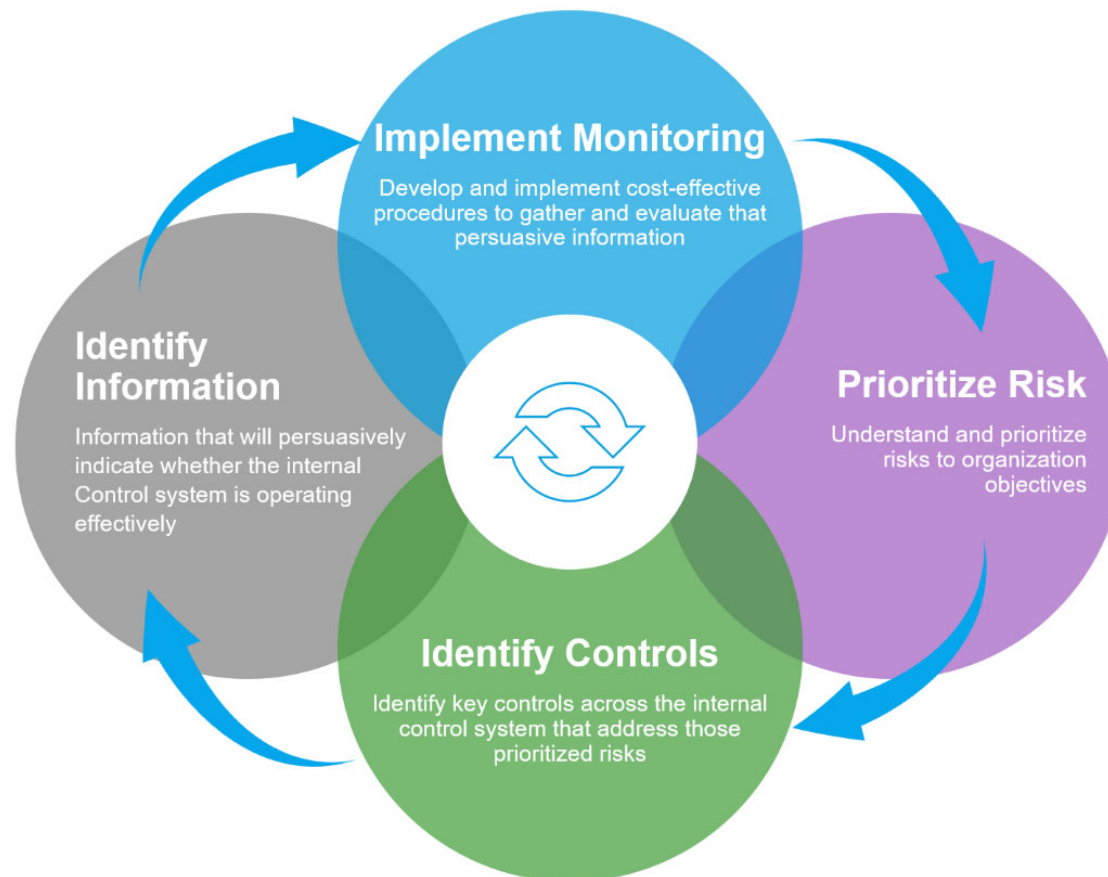 Implement Monitoring
Develop and implement cost-effective
procedures to gather and evaluate that
persuasive information
Identify
Information
Information that will persuasively
indicate whether the internal
Control system is operating
effectively
Prioritize Risk
Understand and prioritize
risks to organization
objectives
Identify Controls
Identify key controls across the internal
control system that address those
prioritized risks